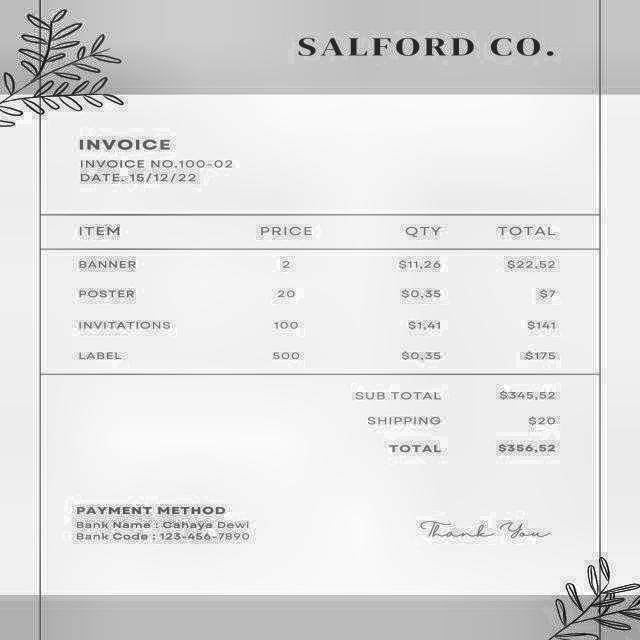 SALFORD CO.
INVOICE
INVOICE NO.100-02
DATE. 15/12/22
ITEM PRICE QTY TOTAL
BANNER 2 $11,26 $22,52
POSTER 20 $0,35 $7
INVITATIONS 100 $1,41 $141
LABEL 500 $0,35 $175
SUB TOTAL $345,52
SHIPPING $20
TOTAL $356,52
PAYMENT METHOD
Bank Name : Cahaya Dewi
Bank Code : 123-456-7890
Thank You